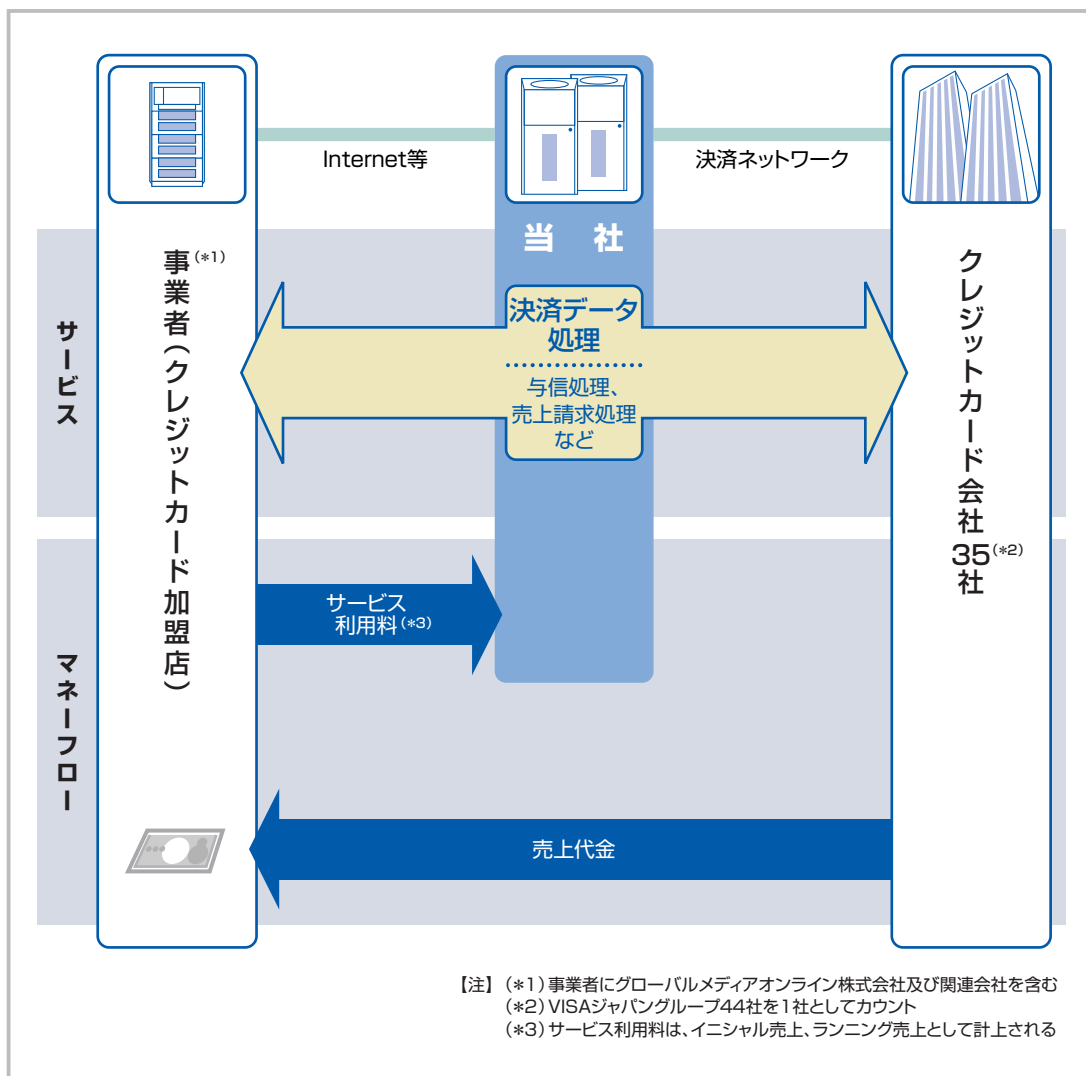 Internet等
決済ネットワーク
当 社
サービス
事業者(クレジットカード加盟店)(*1)
決済データ
処理
与信処理、
売上請求処理
など
クレジットカード会社35社(*2)
マネーフロー
サービス
利用料(*3)
売上代金
【注】(*1)事業者にグローバルメディアオンライン株式会社及び関連会社を含む
(*2)VISAジャパングループ44社を1社としてカウント
(*3)サービス利用料は、イニシャル売上、ランニング売上として計上される